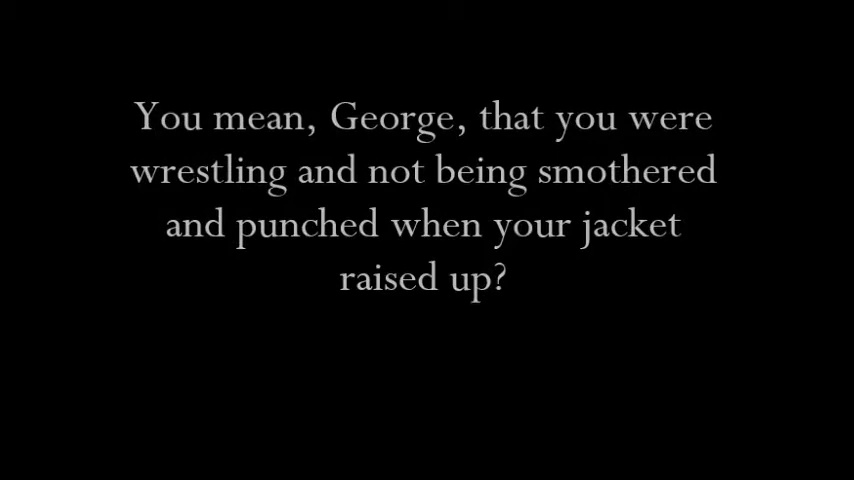 You mean, George, that you were
wrestling and not being smothered
and punched when your jacket
raised up?